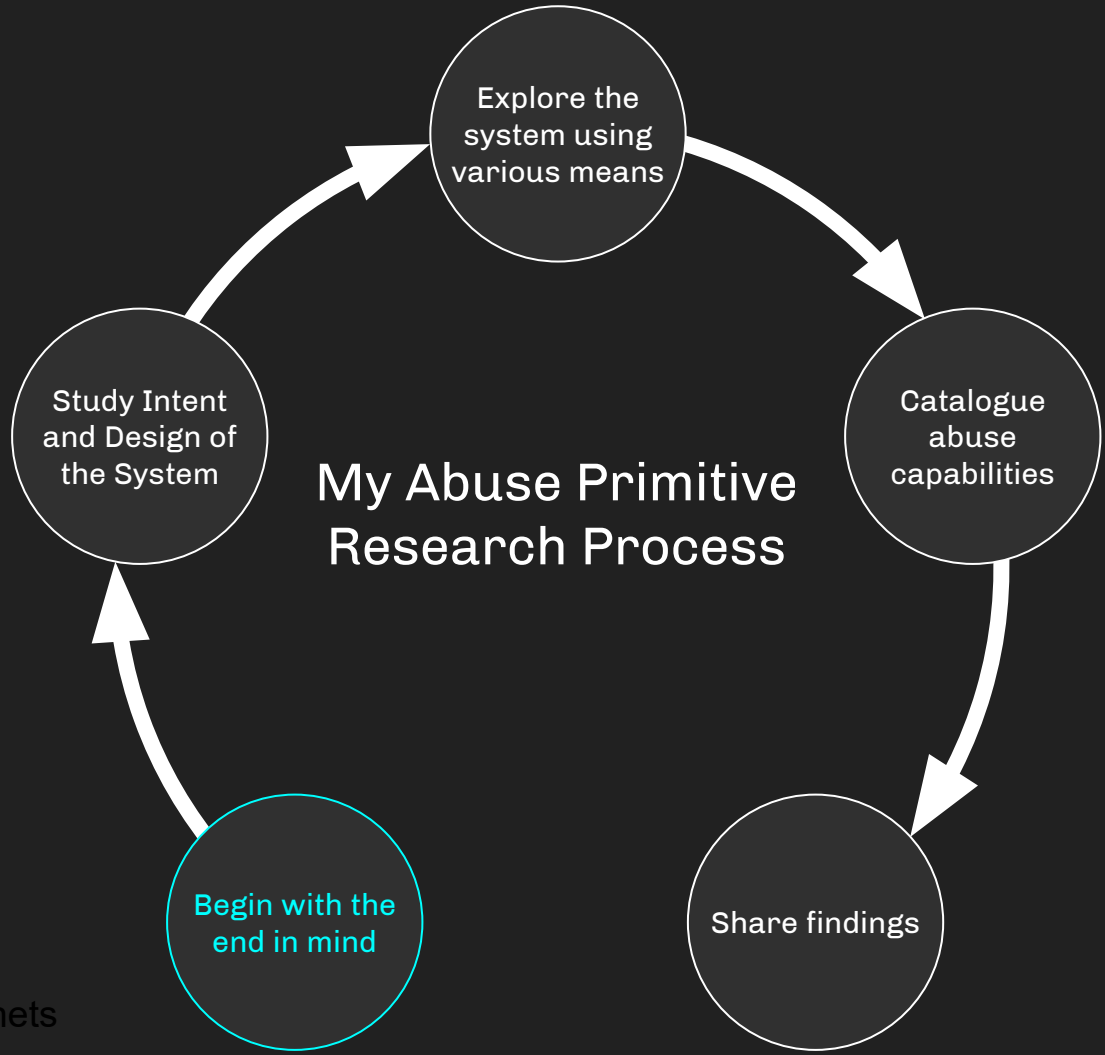 Explore the
system using
various means
Study Intent
and Design of
the System
Catalogue
abuse
capabilities
My Abuse Primitive
Research Process
Begin with the
end in mind
Share findings